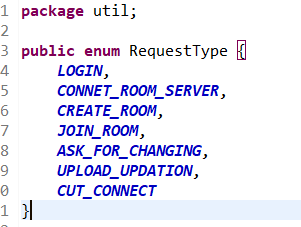 1 package util;
2
3 public enum RequestType {
4 LOGIN,
5 CONNET_ROOM_SERVER,
6 CREATE_ROOM,
7 JOIN_ROOM,
8 ASK_FOR_CHANGING,
9 UPLOAD_UPDATION,
0 CUT_CONNECT
1 }